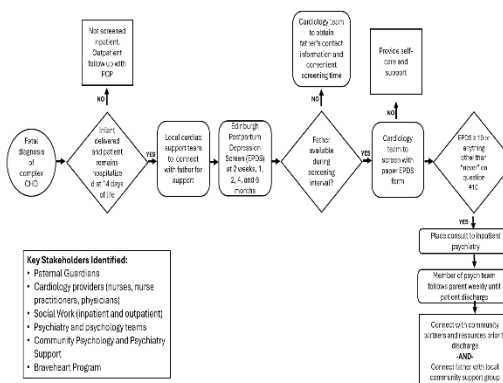 Not screened
inpatient.
Outpatient
follow up with
PCP
NO
Cardiology team
to obtain
father's contact
information and
convenient
screening time
NO
Provide self-
care and
support
NO
Fetal
diagnosis
of
complex
CHD
Infant
delivered and
patient
remains
hospitalize
d at 14 days
of life
YES
Local cardiac
support team
to connect
with father for
support
Edinburgh
Postpartum
Depression
Screen (EPDS)
at 2 weeks, 1,
2, 4, and 6
months
Father
available
during
screening
interval?
YES
Cardiology
team to
screen with
paper EPDS
form
EPDS ≥ 10 or
anything
other than
"never" on
question
#10
YES
Place consult to inpatient
psychiatry
Member of psych team
follows parent weekly until
patient discharge
Connect with community
partners and resources prior to
discharge
-AND-
Connect father with local
community support group
Key Stakeholders Identified:
• Paternal Guardians
• Cardiology providers (nurses, nurse
practitioners, physicians)
• Social Work (inpatient and outpatient)
• Psychiatry and psychology teams
• Community Psychology and Psychiatry
Support
• Braveheart Program